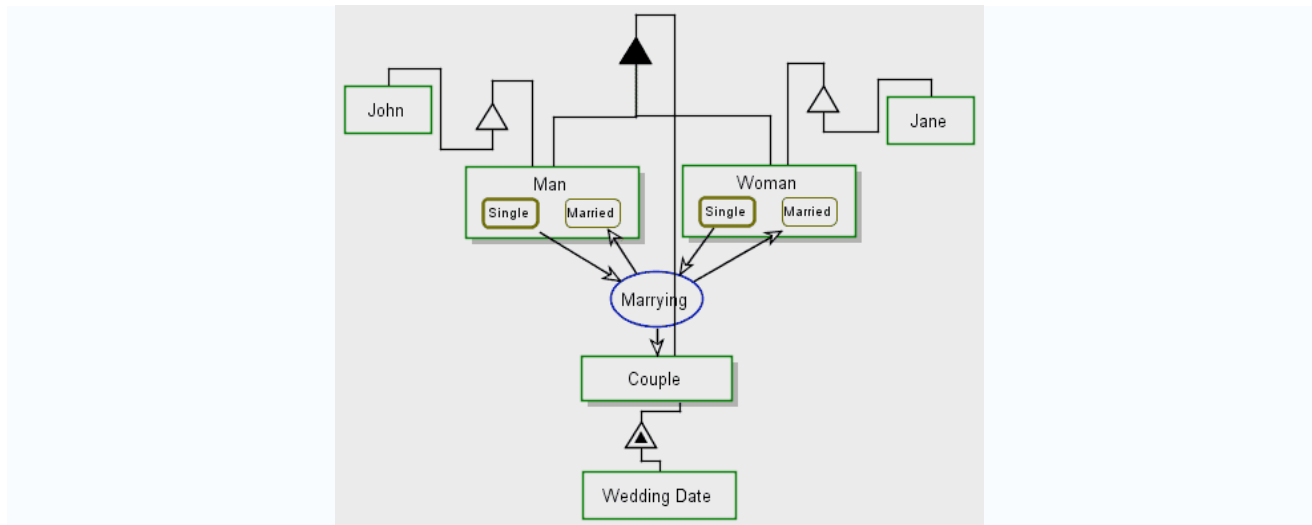 John
Jane
Man
Woman
Single
Married
Single
Married
Marrying
Couple
Wedding Date